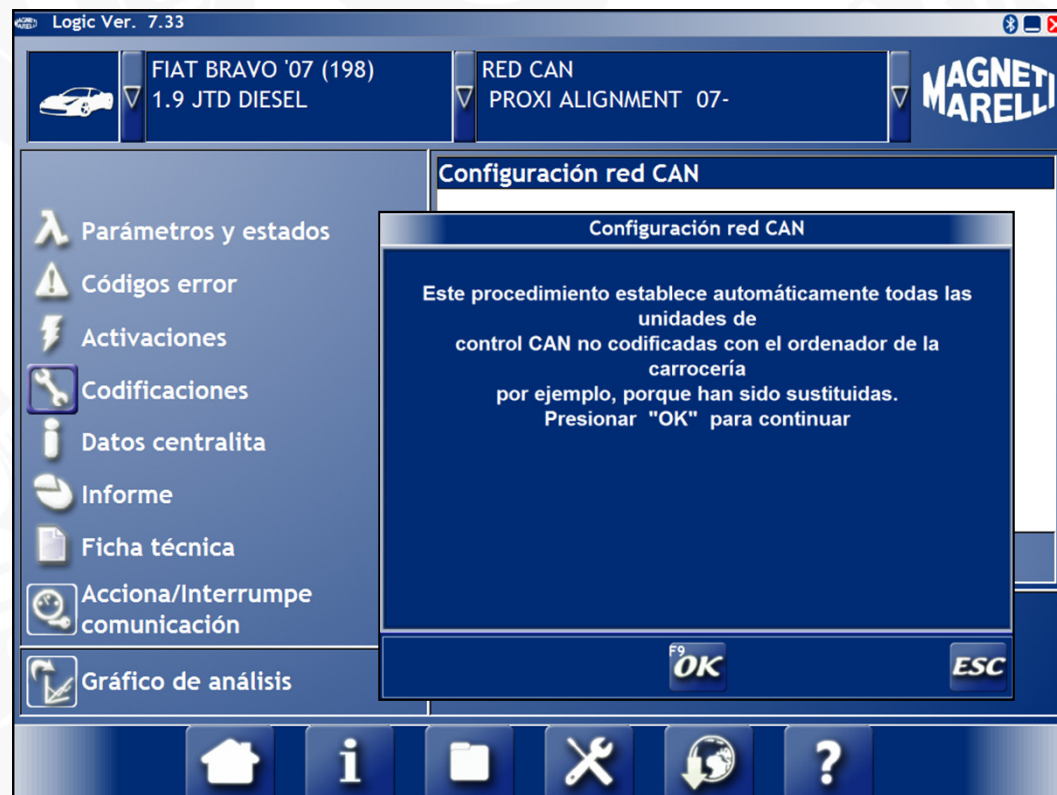 Logic Ver. 7.33
FIAT BRAVO '07 (198)
1.9 JTD DIESEL
RED CAN
PROXI ALIGNMENT 07-
MAGNETI
MARELLI
Configuración red CAN
Parámetros y estados
Códigos error
Activaciones
Codificaciones
Datos centralita
Informe
Ficha técnica
Acciona/Interrumpe
comunicación
Gráfico de análisis
Configuración red CAN
Este procedimiento establece automáticamente todas las
unidades de
control CAN no codificadas con el ordenador de la
carrocería
por ejemplo, porque han sido sustituidas.
Presionar "OK" para continuar
F9
OK
ESC
i
?